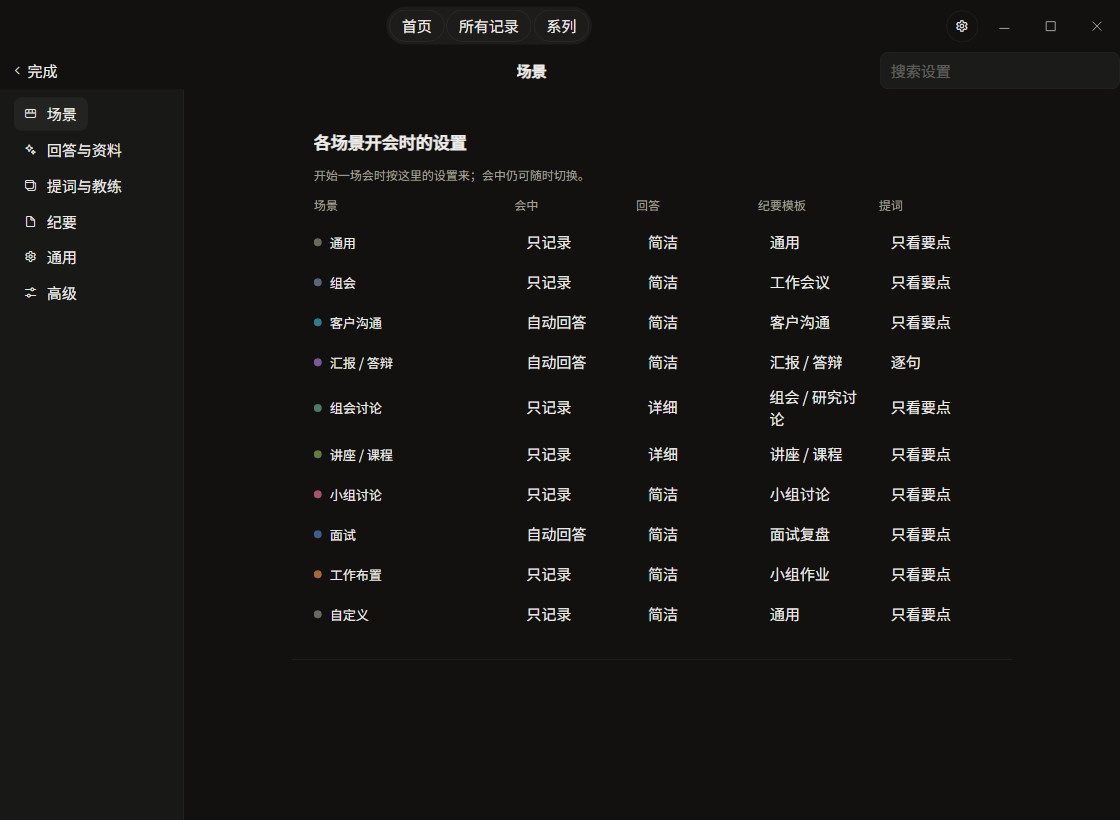 首页 所有记录 系列
完成 场景 搜索设置
场景
回答与资料
提词与教练
纪要
通用
高级
各场景开会时的设置
开始一场会时按这里的设置来；会中仍可随时切换。
场景 会中 回答 纪要模板 提词
通用 只记录 简洁 通用 只看要点
组会 只记录 简洁 工作会议 只看要点
客户沟通 自动回答 简洁 客户沟通 只看要点
汇报 / 答辩 自动回答 简洁 汇报 / 答辩 逐句
组会讨论 只记录 详细 组会 / 研究讨
论 只看要点
讲座 / 课程 只记录 详细 讲座 / 课程 只看要点
小组讨论 只记录 简洁 小组讨论 只看要点
面试 自动回答 简洁 面试复盘 只看要点
工作布置 只记录 简洁 小组作业 只看要点
自定义 只记录 简洁 通用 只看要点